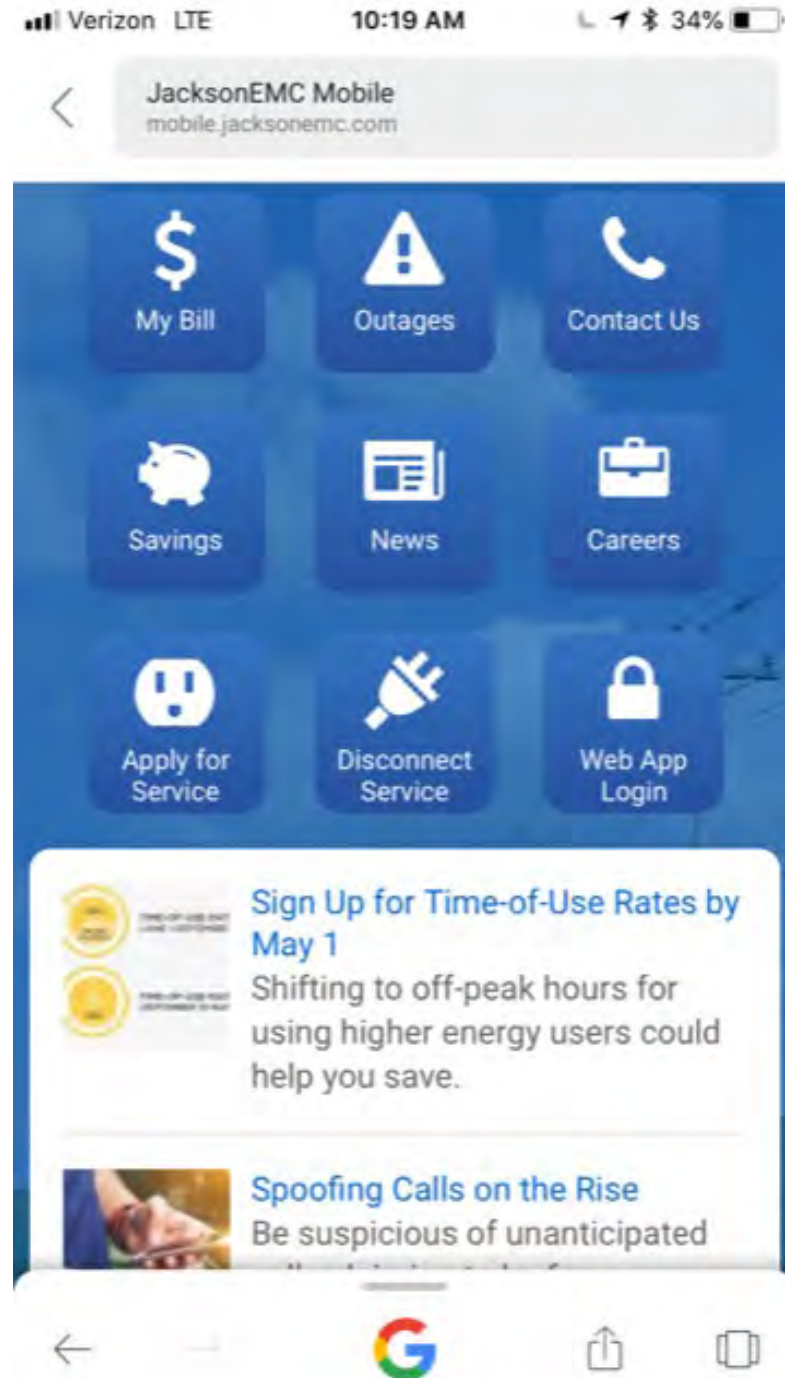 Verizon LTE
10:19 AM
34%
JacksonEMC Mobile
mobile.jacksonemc.com
$
My Bill
Outages
Contact Us
Savings
News
Careers
Apply for
Service
Disconnect
Service
Web App
Login
Sign Up for Time-of-Use Rates by
May 1
Shifting to off-peak hours for
using higher energy users could
help you save.
Spoofing Calls on the Rise
Be suspicious of unanticipated
G